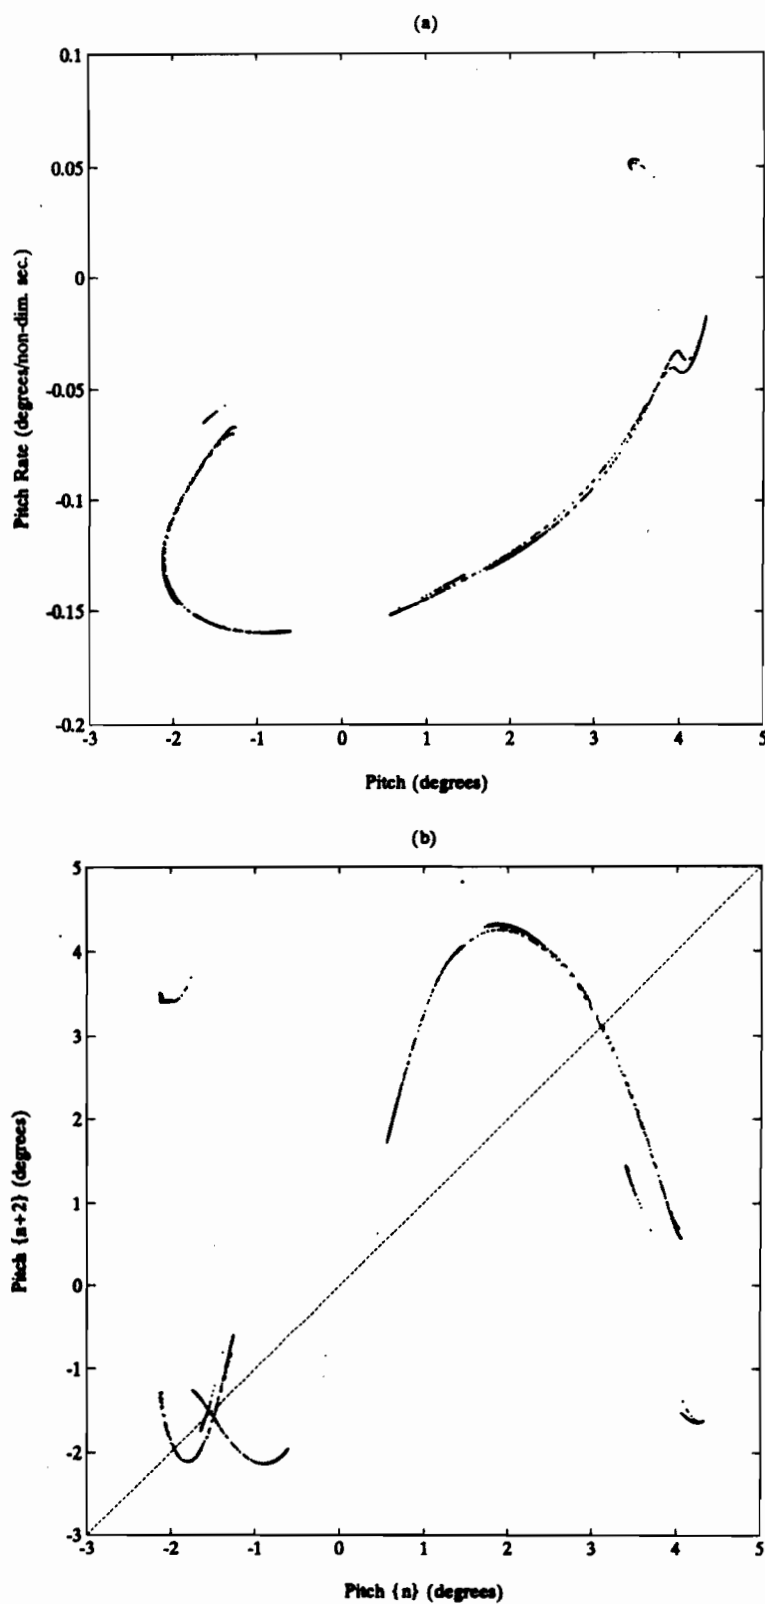 (a)
0.1
0.05
0
-0.05
-0.1
-0.15
-0.2
Pitch Rate (degrees/non-dim. sec.)
-3 -2 -1 0 1 2 3 4 5
Pitch (degrees)
(b)
5
4
3
2
1
0
-1
-2
-3
Pitch {n+2} (degrees)
-3 -2 -1 0 1 2 3 4 5
Pitch {n} (degrees)